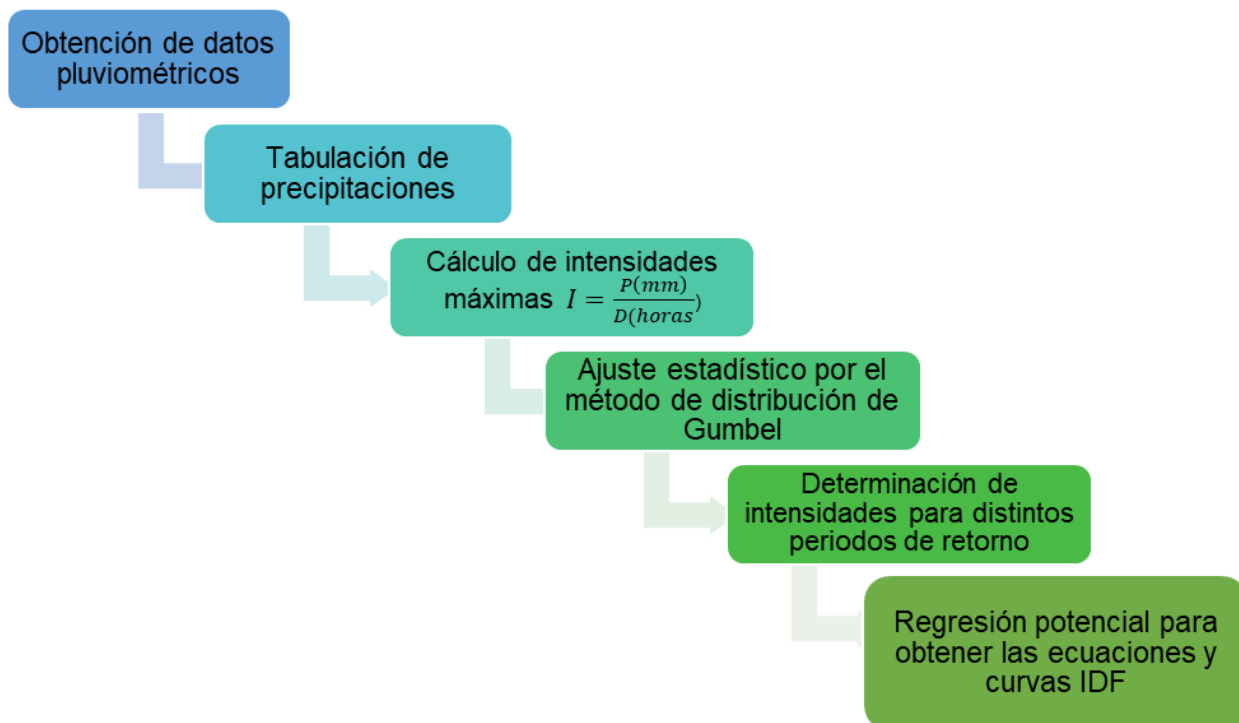 Obtención de datos
pluviométricos
Tabulación de
precipitaciones
Cálculo de intensidades
máximas I = P(mm) / D(horas)
Ajuste estadístico por el
método de distribución de
Gumbel
Determinación de
intensidades para distintos
periodos de retorno
Regresión potencial para
obtener las ecuaciones y
curvas IDF